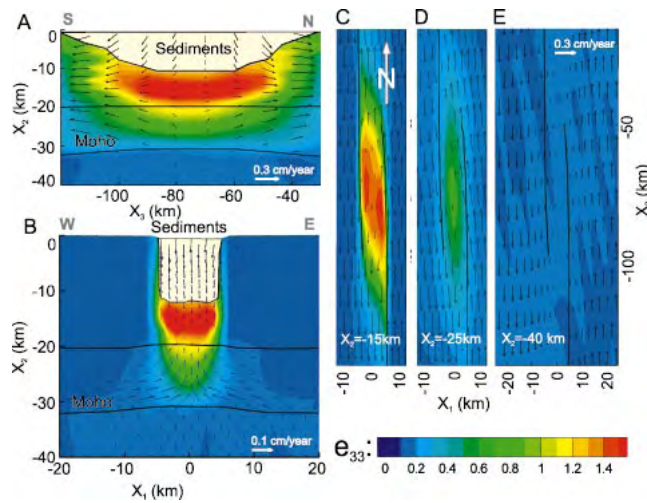 A
S
N
Sediments
0
-10
-20
-30
-40
X2 (km)
Moho
0.3 cm/year
-100
-80
-60
-40
X3 (km)
B
W
E
Sediments
0
-10
-20
-30
-40
X2 (km)
Moho
0.1 cm/year
-20
-10
0
10
20
X1 (km)
C
D
E
N
0.3 cm/year
-50
-100
(km)
X2=-15km
X2=-25km
X2=-40 km
-10 0 10
-10 0 10
-10 0 10 20
X1 (km)
e33:
0 0.2 0.4 0.6 0.8 1 1.2 1.4